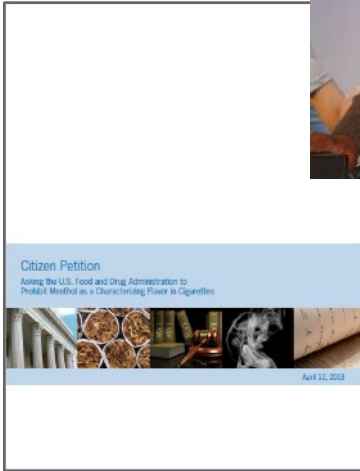 Citizen Petition
Asking the U.S. Food and Drug Administration to
Prohibit Menthol as a Characterizing Flavor in Cigarettes
April 12, 2013